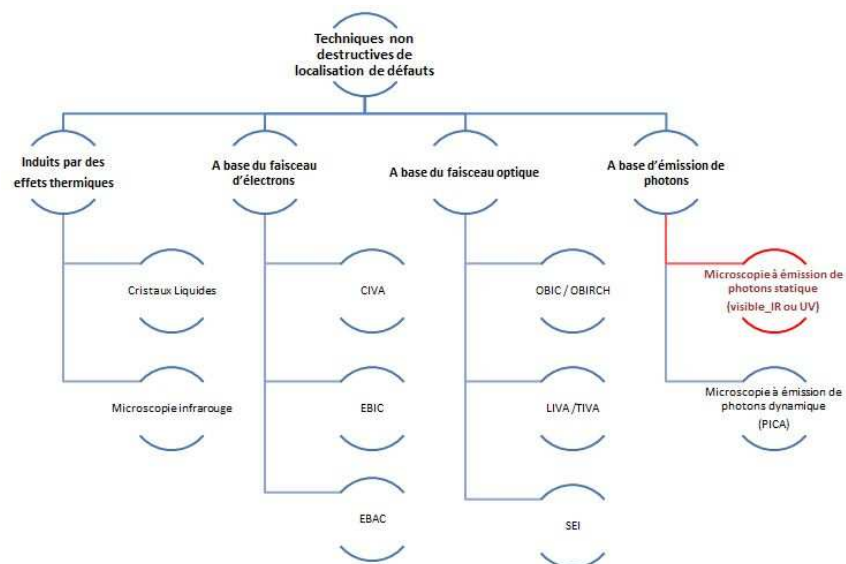 Techniques non
destructives de
localisation de défauts
Induits par des
effets thermiques
A base du faisceau
d'électrons
A base du faisceau optique
A base d'émission de
photons
Cristaux Liquides
CIVA
OBIC / OBIRCH
Microscopie à émission de
photons statique
(visible_IR ou UV)
Microscopie infrarouge
EBIC
LIVA /TIVA
Microscopie à émission de
photons dynamique
(PICA)
EBAC
SEI